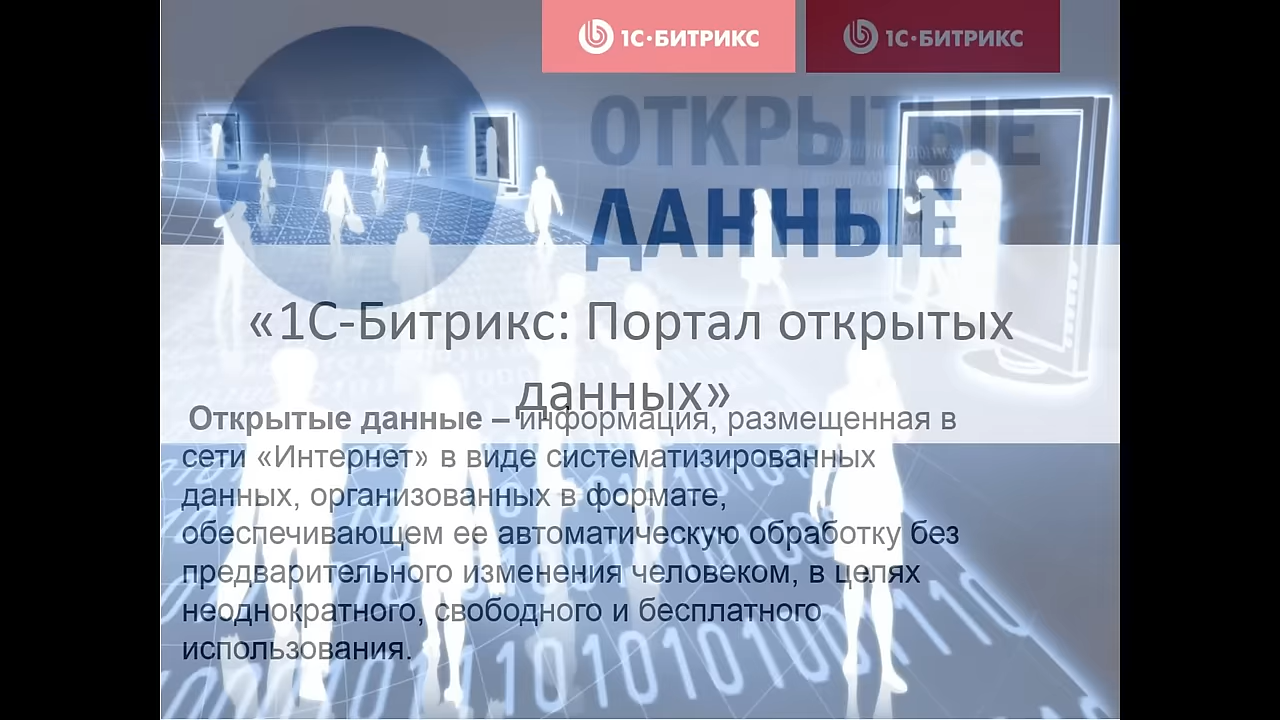 1С·БИТРИКС 1С·БИТРИКС
ОТКРЫТЫЕ
ДАННЫЕ
«1С-Битрикс: Портал открытых
данных»
Открытые данные – информация, размещенная в
сети «Интернет» в виде систематизированных
данных, организованных в формате,
обеспечивающем ее автоматическую обработку без
предварительного изменения человеком, в целях
неоднократного, свободного и бесплатного
использования.